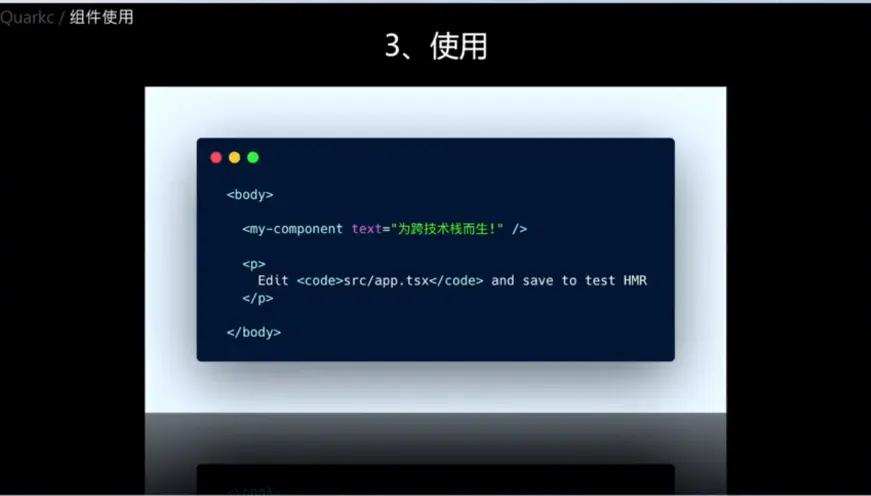 Quarkc / 组件使用
3、使用
<body>
<my-component text="为跨技术栈而生!" />
<p>
Edit <code>src/app.tsx</code> and save to test HMR
</p>
</body>